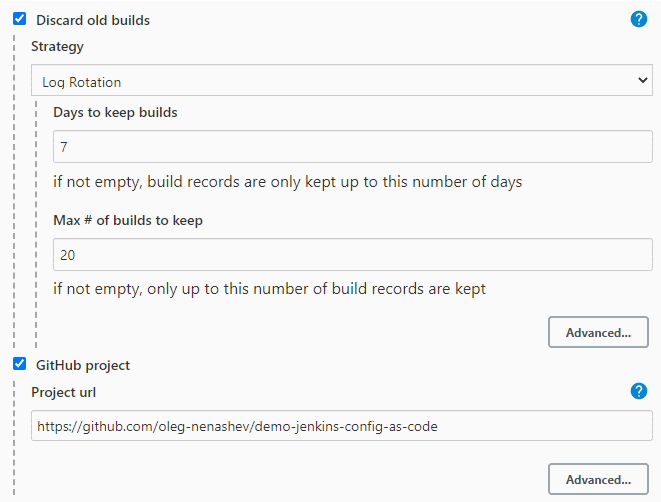 Discard old builds
?
Strategy
Log Rotation
Days to keep builds
7
if not empty, build records are only kept up to this number of days
Max # of builds to keep
20
if not empty, only up to this number of build records are kept
Advanced...
GitHub project
Project url
?
https://github.com/oleg-nenashev/demo-jenkins-config-as-code
Advanced...